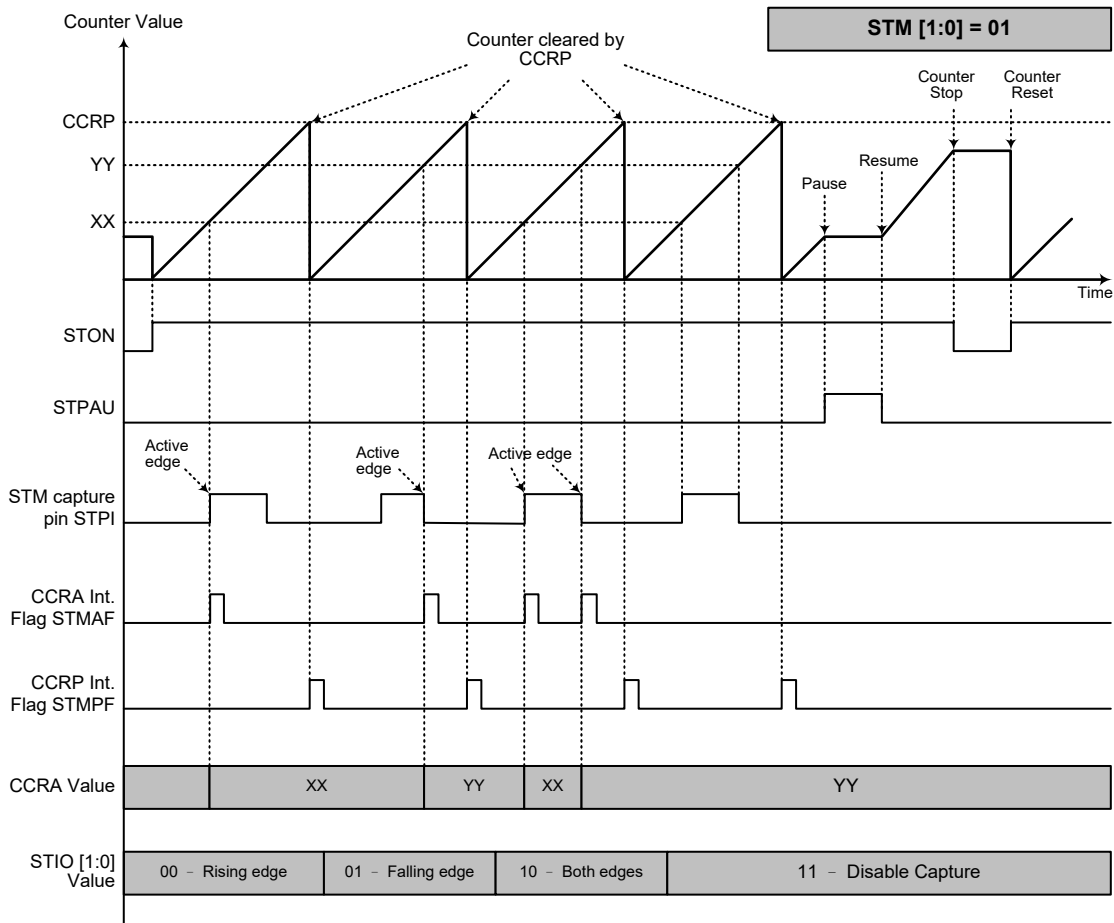 Counter Value
STM [1:0] = 01
Counter cleared by
CCRP
Counter
Stop
Counter
Reset
CCRP
YY
XX
Pause
Resume
Time
STON
STPAU
Active
edge
Active
edge
Active edge
STM capture
pin STPI
CCRA Int.
Flag STMAF
CCRP Int.
Flag STMPF
CCRA Value
XX
YY
XX
YY
STIO [1:0]
Value
00 – Rising edge
01 – Falling edge
10 – Both edges
11 – Disable Capture